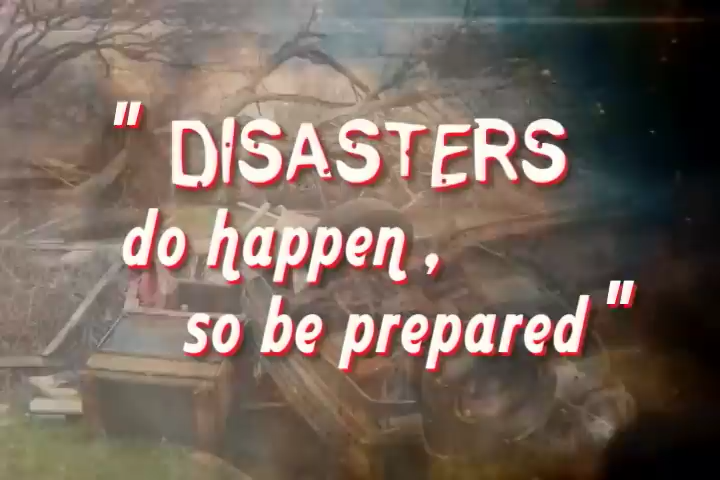 " DISASTERS
do happen ,
so be prepared "